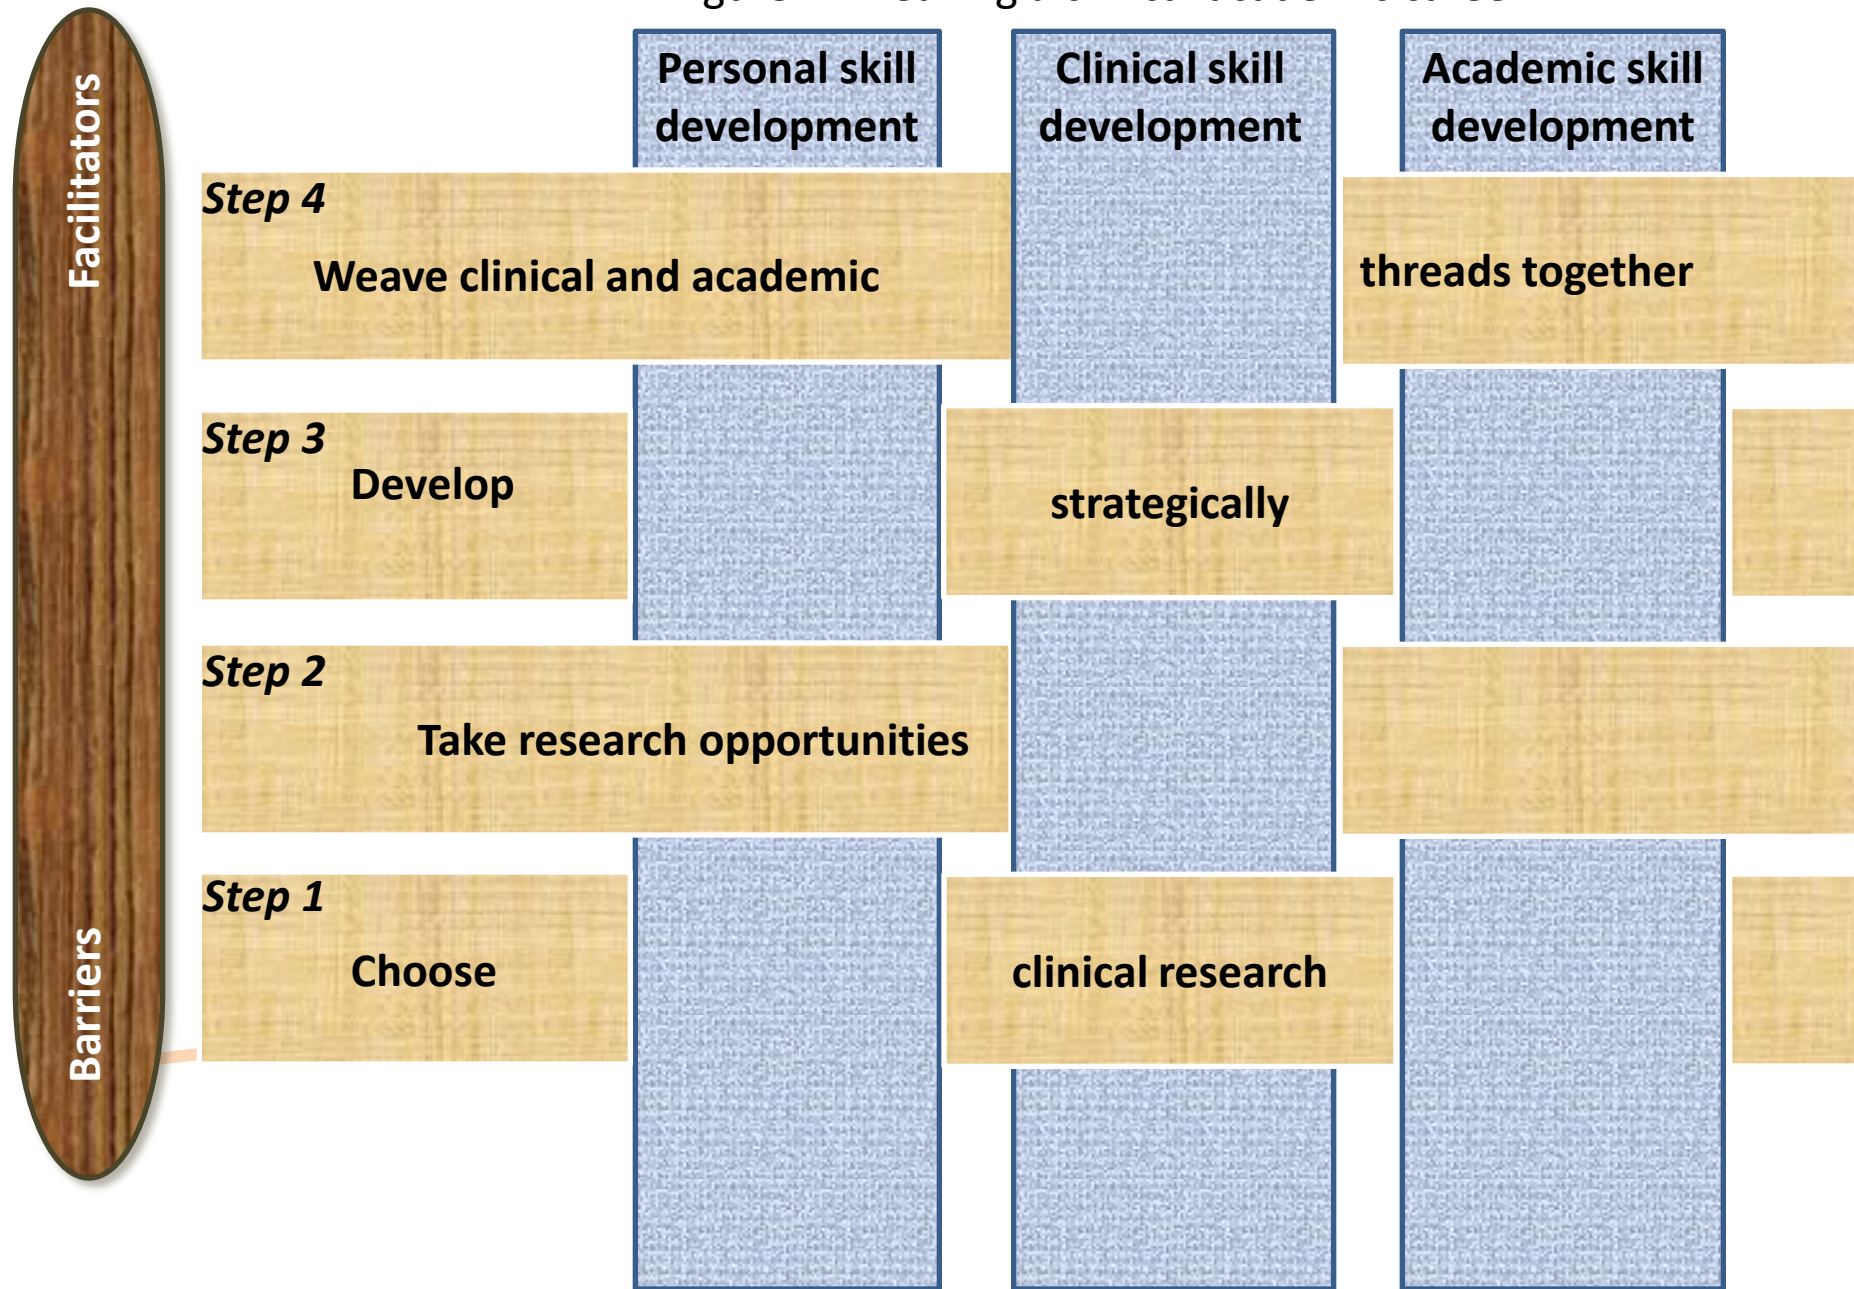 Personal skill
development
Clinical skill
development
Academic skill
development
Facilitators
Barriers
Step 4
Weave clinical and academic threads together
Step 3
Develop strategically
Step 2
Take research opportunities
Step 1
Choose clinical research